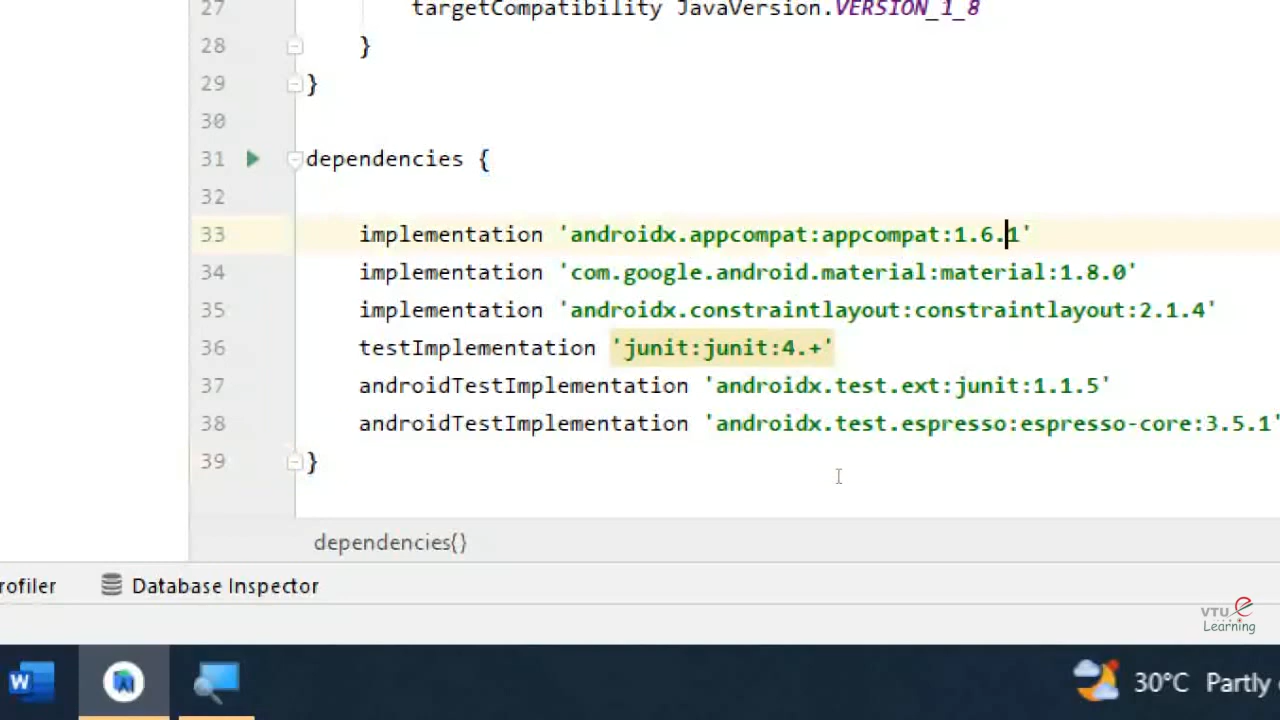 27 targetCompatibility JavaVersion.VERSION_1_8
28 }
29 }
30
31 dependencies {
32
33 implementation 'androidx.appcompat:appcompat:1.6.1'
34 implementation 'com.google.android.material:material:1.8.0'
35 implementation 'androidx.constraintlayout:constraintlayout:2.1.4'
36 testImplementation 'junit:junit:4.+'
37 androidTestImplementation 'androidx.test.ext:junit:1.1.5'
38 androidTestImplementation 'androidx.test.espresso:espresso-core:3.5.1'
39 }
dependencies{}
rofiler Database Inspector
VTU e
Learning
W
30°C Partly